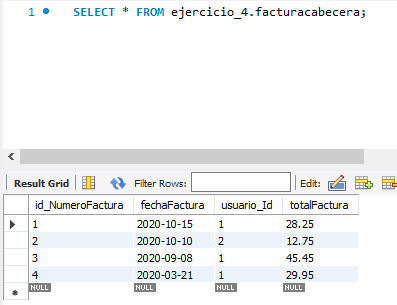 1 SELECT * FROM ejercicio_4.facturacabecera;
Result Grid Filter Rows: Edit:
id_NumeroFactura fechaFactura usuario_Id totalFactura
1 2020-10-15 1 28.25
2 2020-10-10 2 12.75
3 2020-09-08 1 45.45
4 2020-03-21 1 29.95
NULL NULL NULL NULL